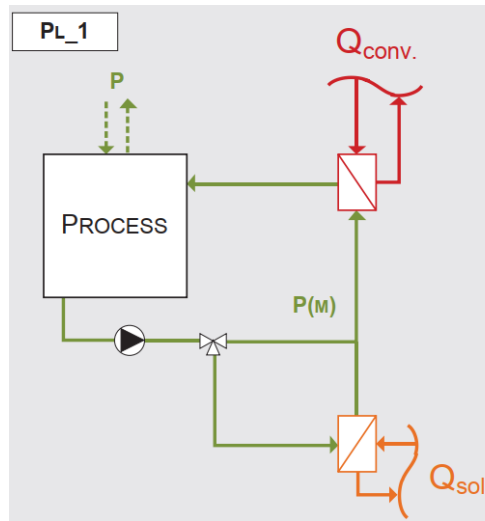 PL_1
Qconv.
P
PROCESS
P(M)
Qsol